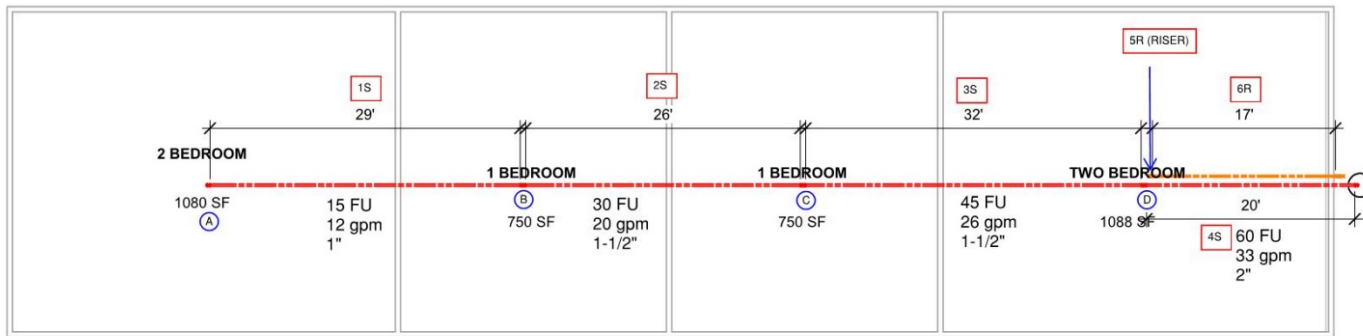 5R (RISER)
1S
29'
2S
26'
3S
32'
6R
17'
2 BEDROOM
1 BEDROOM
1 BEDROOM
TWO BEDROOM
1080 SF
A
15 FU
12 gpm
1"
B
750 SF
30 FU
20 gpm
1-1/2"
C
750 SF
45 FU
26 gpm
1-1/2"
D
1088 SF
20'
4S
60 FU
33 gpm
2"